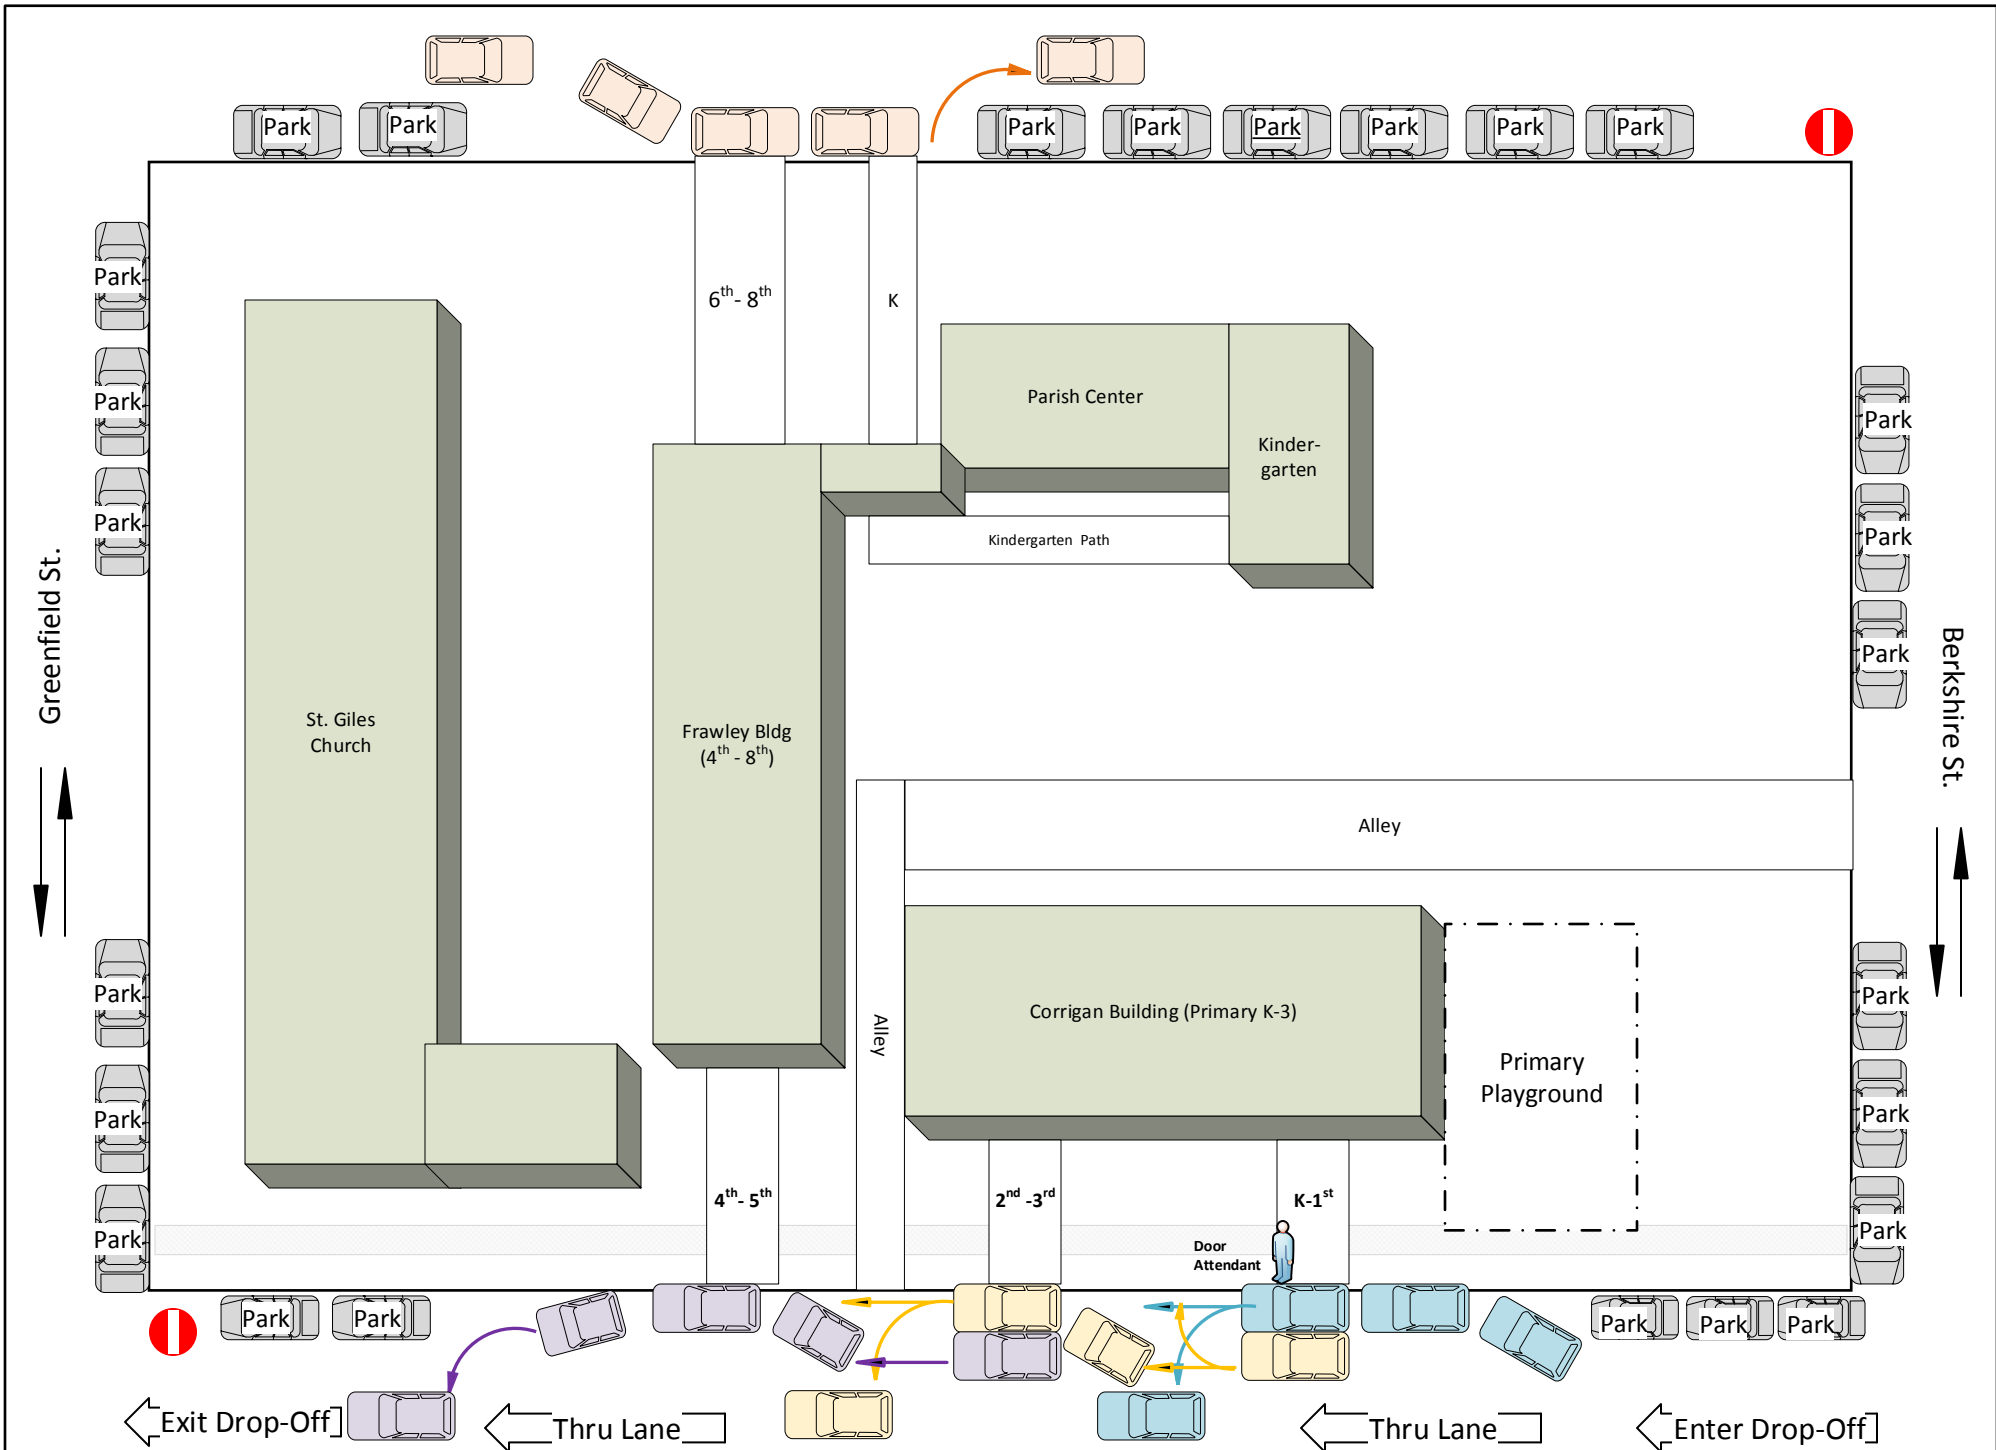 Park
Park
Park
Park
Park
Park
Park
Park
Park
6th- 8th
K
Park
Park
Parish Center
Kinder-
garten
Park
Park
Park
Kindergarten Path
Greenfield St.
Berkshire St.
Park
St. Giles
Church
Frawley Bldg
(4th - 8th)
Alley
Park
Corrigan Building (Primary K-3)
Park
Alley
Primary
Playground
Park
Park
4th- 5th
2nd -3rd
K-1st
Park
Park
Door
Attendant
Park
Park
Park
Park
Park
Exit Drop-Off
Thru Lane
Thru Lane
Enter Drop-Off